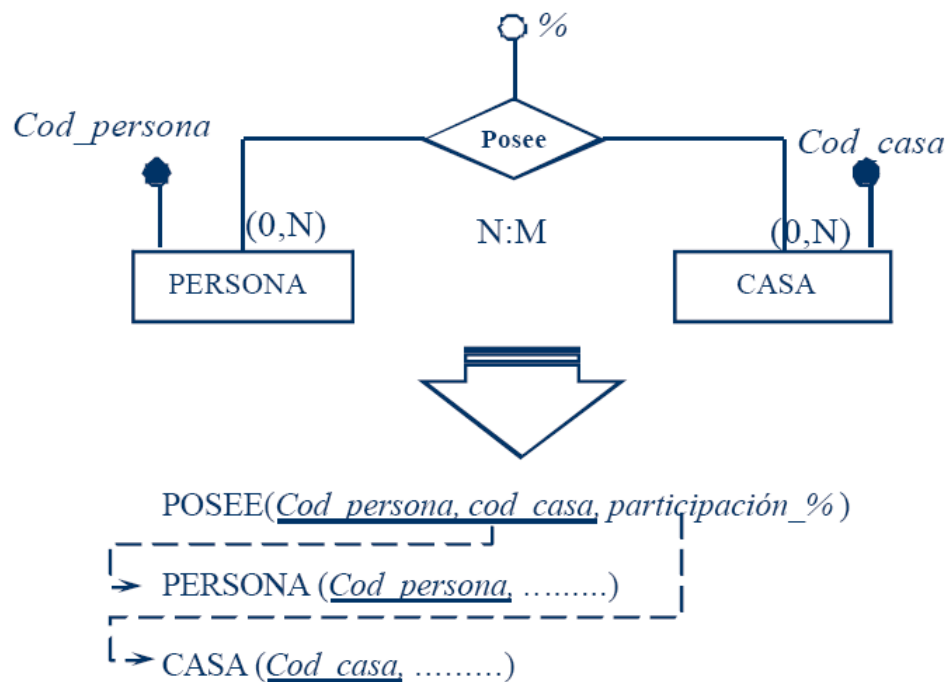 %
Cod_persona
Posee
Cod_casa
(0,N)
N:M
(0,N)
PERSONA
CASA
POSEE(Cod_persona, cod_casa, participación_%)
PERSONA (Cod_persona, ..........)
CASA (Cod_casa, ..........)